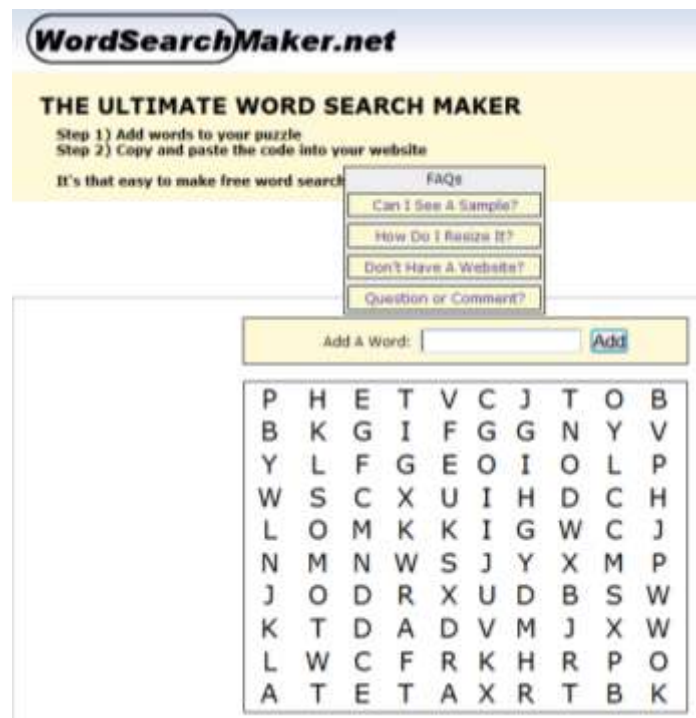 WordSearchMaker.net
THE ULTIMATE WORD SEARCH MAKER
Step 1) Add words to your puzzle
Step 2) Copy and paste the code into your website
It's that easy to make free word search
FAQs
Can I See A Sample?
How Do I Resize It?
Don't Have A Website?
Question or Comment?
Add A Word: Add
P H E T V C J T O B
B K G I F G G N Y V
Y L F G E O I O L P
W S C X U I H D C H
L O M K K I G W C J
N M N W S J Y X M P
J O D R X U D B S W
K T D A D V M J X W
L W C F R K H R P O
A T E T A X R T B K